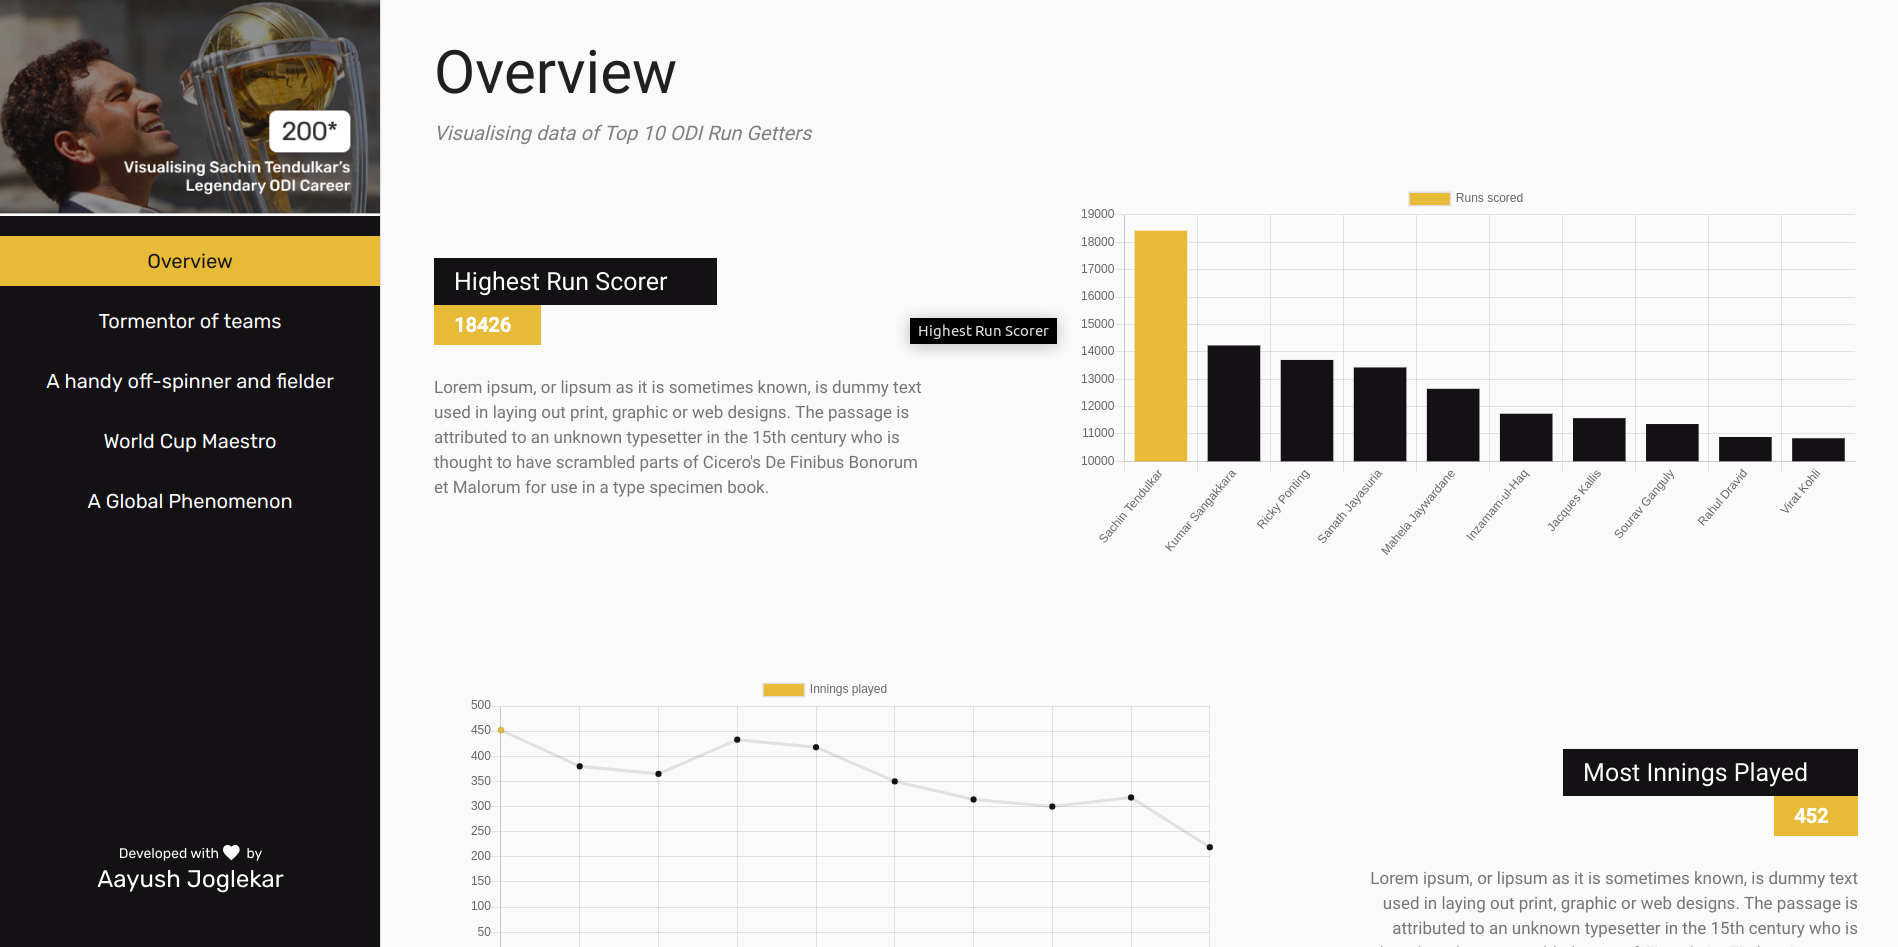 200*
Visualising Sachin Tendulkar's
Legendary ODI Career
Overview
Tormentor of teams
A handy off-spinner and fielder
World Cup Maestro
A Global Phenomenon
Developed with by
Aayush Joglekar
Overview
Visualising data of Top 10 ODI Run Getters
Highest Run Scorer
18426
Lorem ipsum, or lipsum as it is sometimes known, is dummy text
used in laying out print, graphic or web designs. The passage is
attributed to an unknown typesetter in the 15th century who is
thought to have scrambled parts of Cicero's De Finibus Bonorum
et Malorum for use in a type specimen book.
Highest Run Scorer
Runs scored
19000
18000
17000
16000
15000
14000
13000
12000
11000
10000
Sachin Tendulkar
Kumar Sangakkara
Ricky Ponting
Sanath Jayasuria
Mahela Jaywardane
Inzamam-ul-Haq
Jacques Kallis
Sourav Ganguly
Rahul Dravid
Virat Kohli
Innings played
500
450
400
350
300
250
200
150
100
50
Most Innings Played
452
Lorem ipsum, or lipsum as it is sometimes known, is dummy text
used in laying out print, graphic or web designs. The passage is
attributed to an unknown typesetter in the 15th century who is